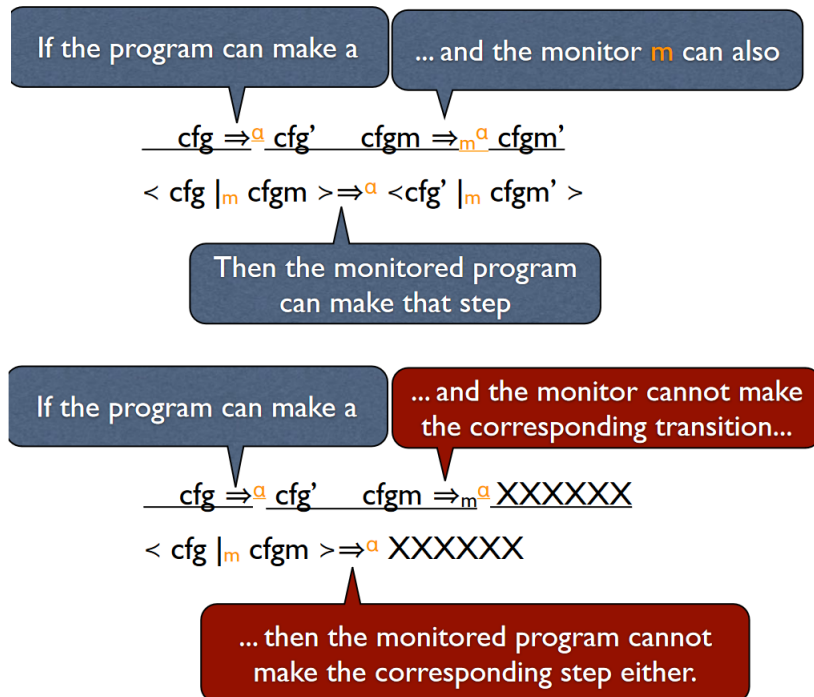 If the program can make a
... and the monitor m can also
cfg ⇒α cfg’ cfgm ⇒mα cfgm’
< cfg |m cfgm >⇒α <cfg’ |m cfgm’ >
Then the monitored program
can make that step
If the program can make a
... and the monitor cannot make
the corresponding transition...
cfg ⇒α cfg’ cfgm ⇒mα XXXXXX
< cfg |m cfgm >⇒α XXXXXX
... then the monitored program cannot
make the corresponding step either.